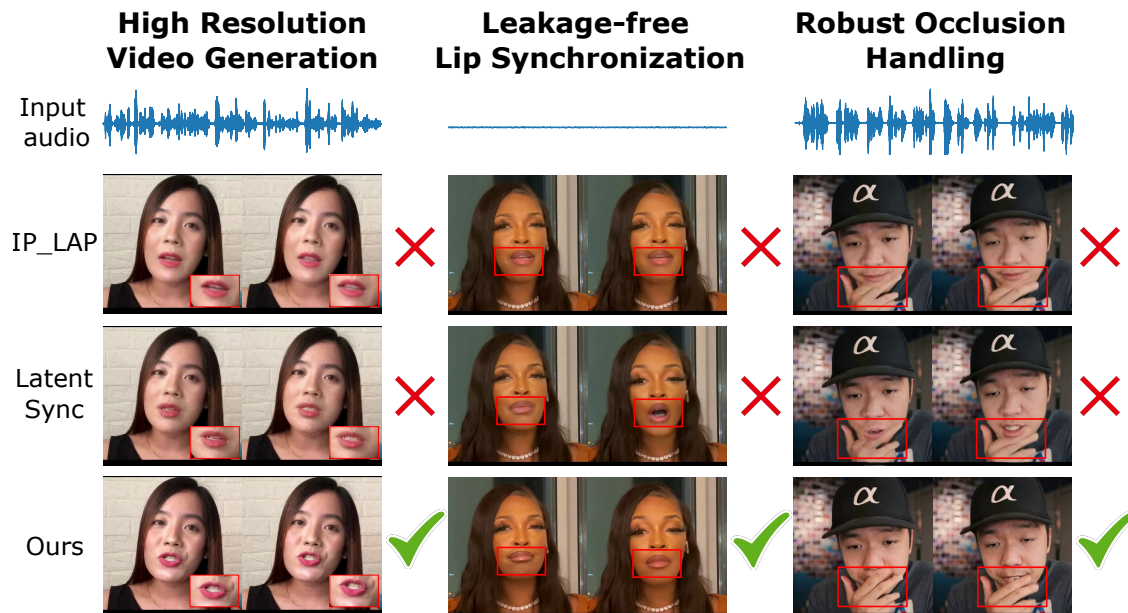 High Resolution
Video Generation
Leakage-free
Lip Synchronization
Robust Occlusion
Handling
Input
audio
IP_LAP
α α
Latent
Sync
α α
Ours
α α